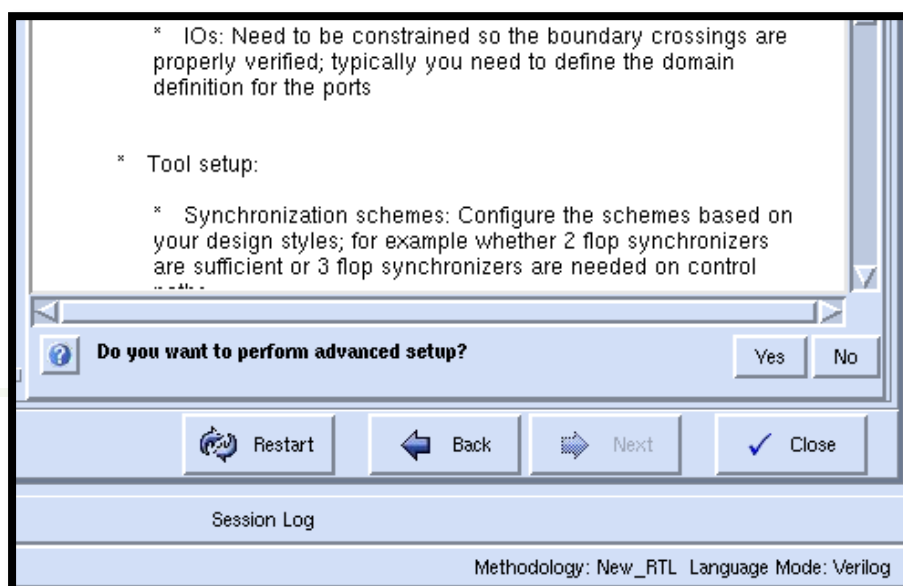 * IOs: Need to be constrained so the boundary crossings are
properly verified; typically you need to define the domain
definition for the ports
* Tool setup:
* Synchronization schemes: Configure the schemes based on
your design styles; for example whether 2 flop synchronizers
are sufficient or 3 flop synchronizers are needed on control
Do you want to perform advanced setup?
Yes No
Restart Back Next Close
Session Log
Methodology: New_RTL Language Mode: Verilog